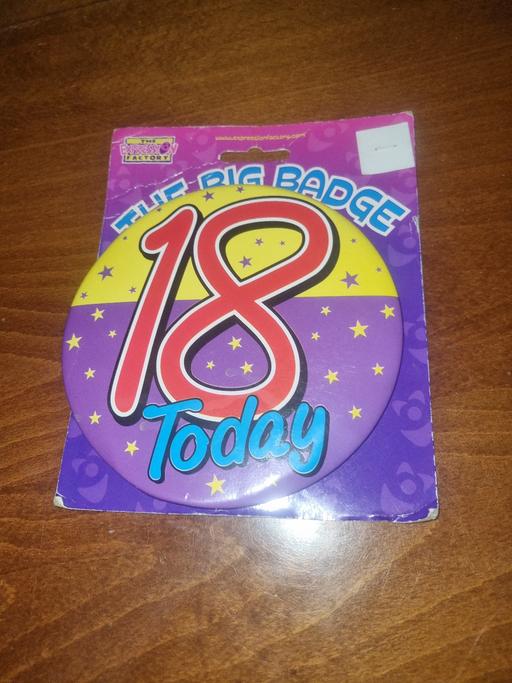 THE
EXPRESSION
FACTORY
www.expressionfactory.com
THE BIG BADGE
18
Today